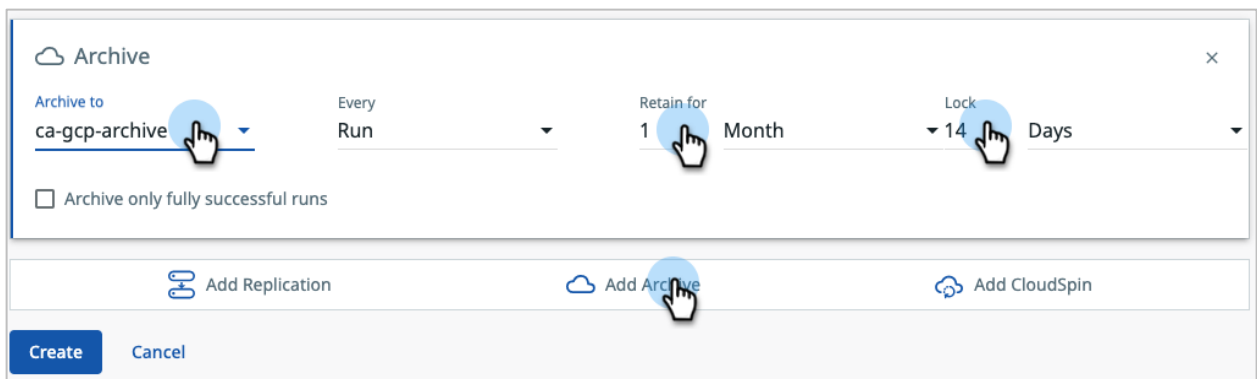 Archive
Archive to Every Retain for Lock
ca-gcp-archive Run 1 Month 14 Days
Archive only fully successful runs
Add Replication Add Archive Add CloudSpin
Create Cancel